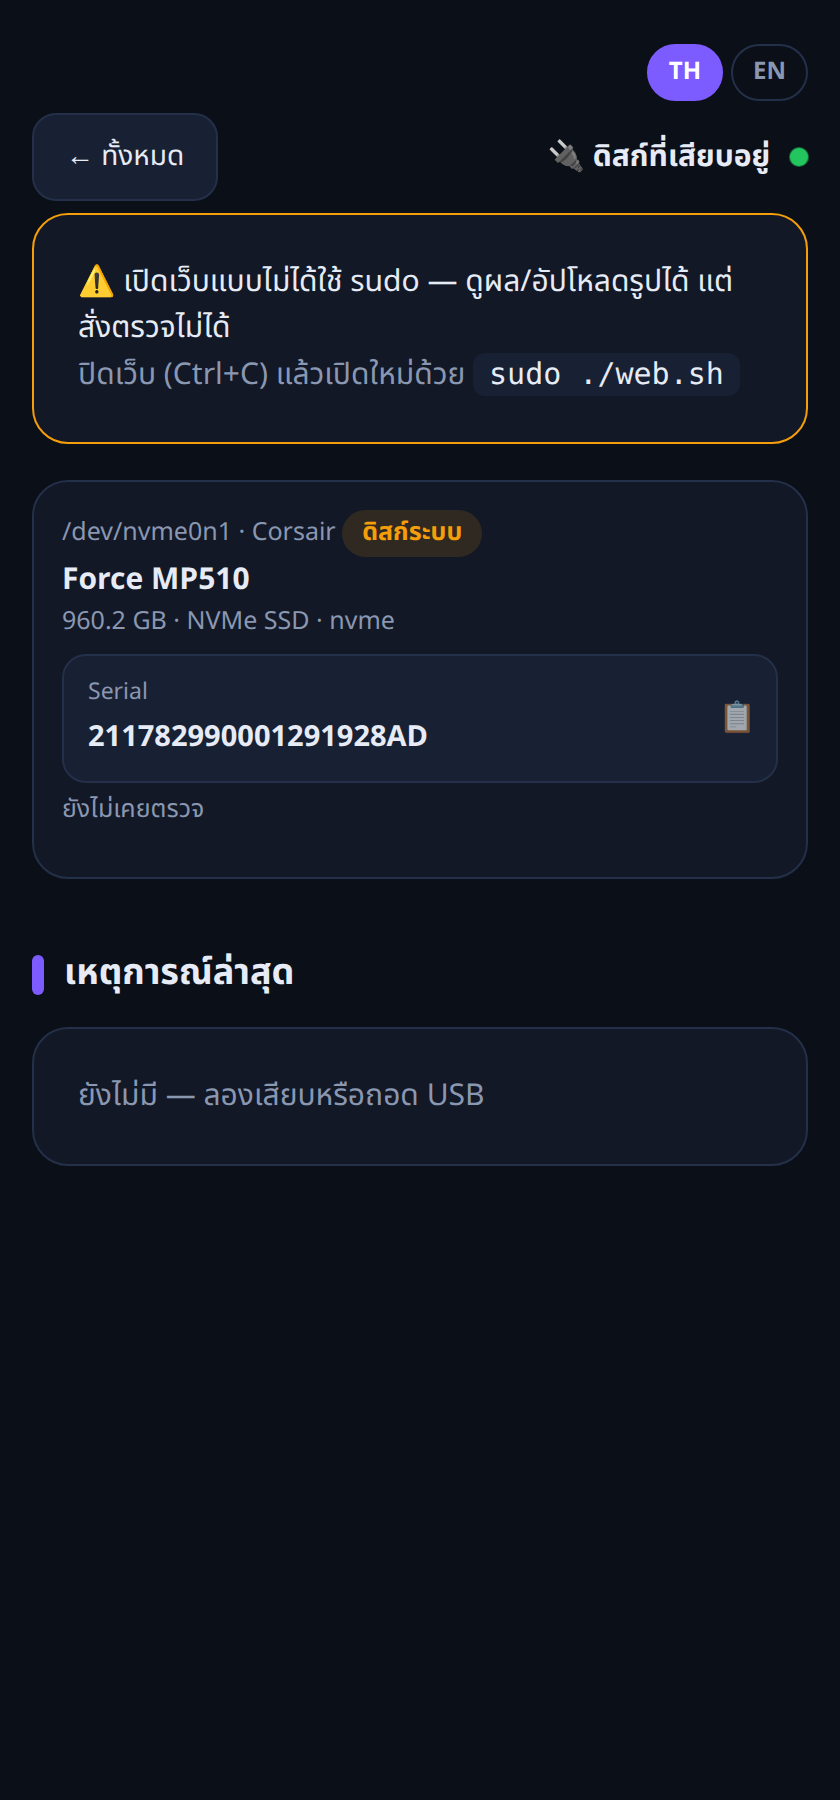 TH EN
← ทั้งหมด
🔌 ดิสก์ที่เสียบอยู่
⚠️ เปิดเว็บแบบไม่ได้ใช้ sudo — ดูผล/อัปโหลดรูปได้ แต่
สั่งตรวจไม่ได้
ปิดเว็บ (Ctrl+C) แล้วเปิดใหม่ด้วย sudo ./web.sh
/dev/nvme0n1 · Corsair ดิสก์ระบบ
Force MP510
960.2 GB · NVMe SSD · nvme
Serial
211782990001291928AD
ยังไม่เคยตรวจ
เหตุการณ์ล่าสุด
ยังไม่มี — ลองเสียบหรือถอด USB